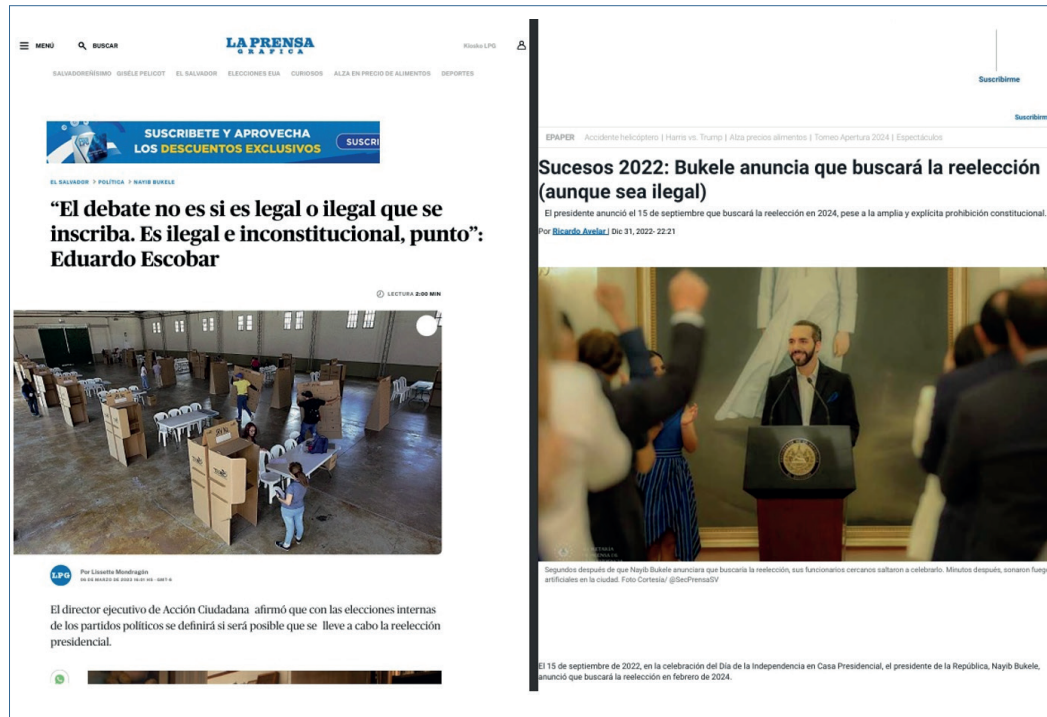 MENÚ
BUSCAR
LA PRENSA
GRAFICA
Kiosko LPG
SALVADOREÑÍSIMO GISÈLE PELICOT EL SALVADOR ELECCIONES EUA CURIOSOS ALZA EN PRECIO DE ALIMENTOS DEPORTES
SUSCRIBETE Y APROVECHA
LOS DESCUENTOS EXCLUSIVOS
SUSCRI
EL SALVADOR > POLÍTICA > NAYIB BUKELE
“El debate no es si es legal o ilegal que se
inscriba. Es ilegal e inconstitucional, punto”:
Eduardo Escobar
LECTURA 2:00 MIN
LPG
Por Lissette Mondragón
El director ejecutivo de Acción Ciudadana afirmó que con las elecciones internas
de los partidos políticos se definirá si será posible que se lleve a cabo la reelección
presidencial.
Suscribirme
Suscribirm
EPAPER Accidente helicóptero | Harris vs. Trump | Alza precios alimentos | Torneo Apertura 2024 | Espectáculos
Sucesos 2022: Bukele anuncia que buscará la reelección
(aunque sea ilegal)
El presidente anunció el 15 de septiembre que buscará la reelección en 2024, pese a la amplia y explícita prohibición constitucional.
Por Ricardo Avelar | Dic 31, 2022- 22:21
Segundos después de que Nayib Bukele anunciara que buscaría la reelección, sus funcionarios cercanos saltaron a celebrarlo. Minutos después, sonaron fueg
artificiales en la ciudad. Foto Cortesía/ @SecPrensaSV
El 15 de septiembre de 2022, en la celebración del Día de la Independencia en Casa Presidencial, el presidente de la República, Nayib Bukele,
anunció que buscará la reelección en febrero de 2024.